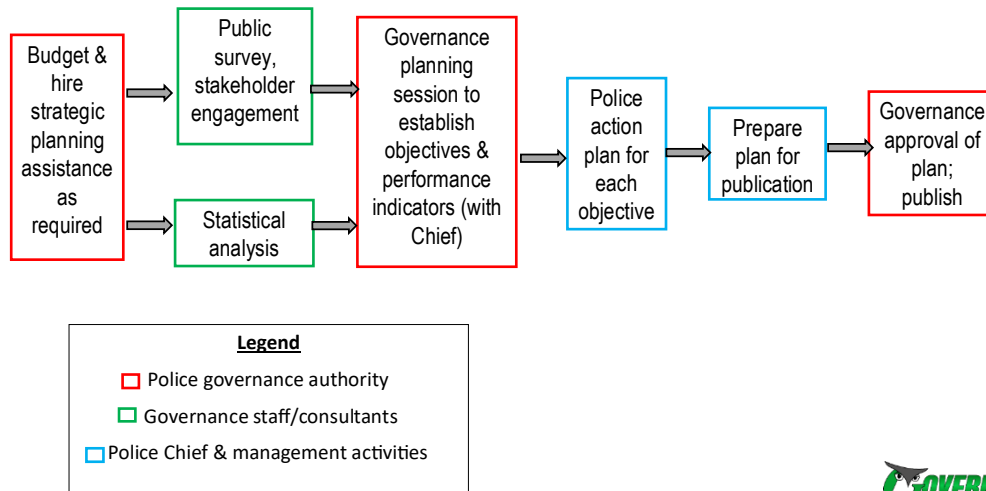 Budget &
hire
strategic
planning
assistance
as
required
Public
survey,
stakeholder
engagement
Statistical
analysis
Governance
planning
session to
establish
objectives &
performance
indicators (with
Chief)
Police
action
plan for
each
objective
Prepare
plan for
publication
Governance
approval of
plan;
publish
Legend
Police governance authority
Governance staff/consultants
Police Chief & management activities